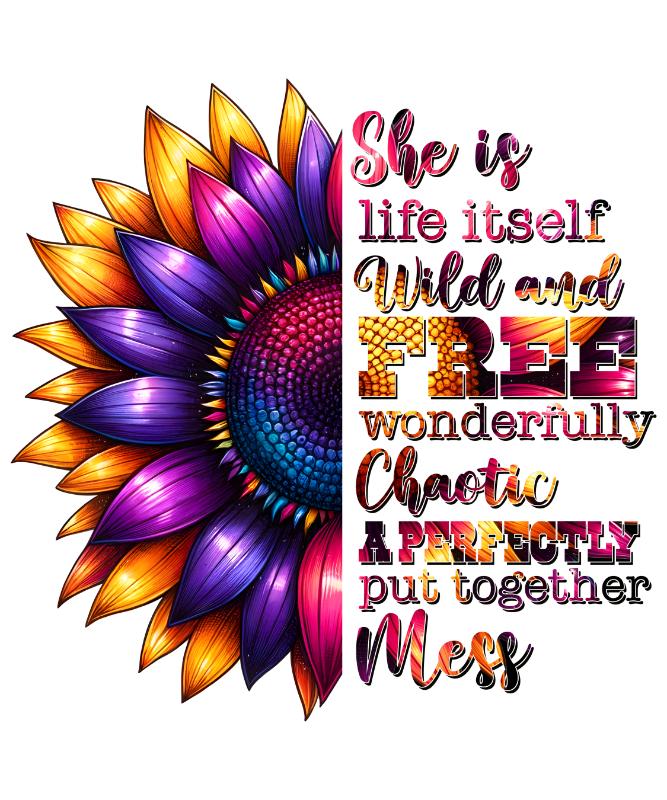 She is
life itself
Wild and
FREE
wonderfully
Chaotic
A PERFECTLY
put together
Mess